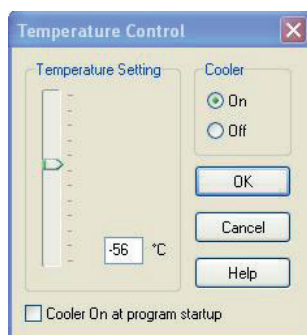 Temperature Control
Temperature Setting
-56 °C
Cooler
On
Off
OK
Cancel
Help
Cooler On at program startup